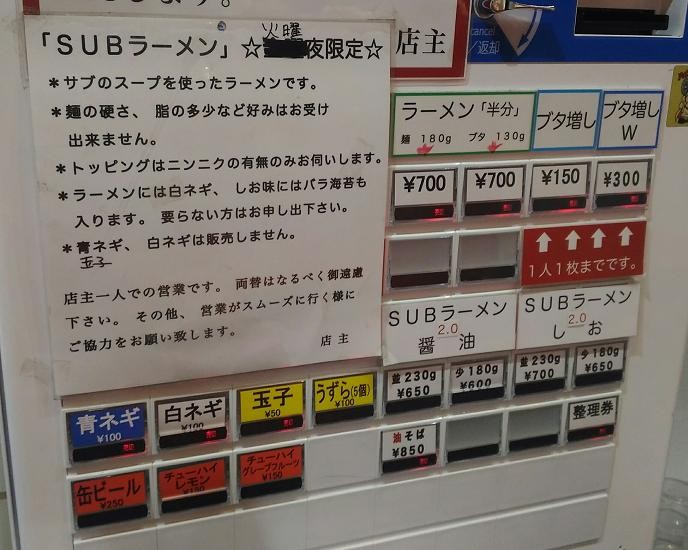 します。
店主
cancel
/返却
火曜
「SUBラーメン」☆夜限定☆
*サブのスープを使ったラーメンです。
*麺の硬さ、脂の多少など好みはお受け
出来ません。
*トッピングはニンニクの有無のみお伺いします。
*ラーメンには白ネギ、しお味にはバラ海苔も
入ります。要らない方はお申し出下さい。
*青ネギ、白ネギは販売しません。
玉子
店主一人での営業です。両替はなるべく御遠慮
下さい。その他、営業がスムーズに行く様に
ご協力をお願い致します。
店主
ラーメン「半分」
麺 180g ブタ 130g
ブタ増し
ブタ増し
W
¥700
¥700
¥150
¥300
1人1枚までです。
SUBラーメン
2.0
醤油
SUBラーメン
2.0
しお
並230g
¥650
少180g
¥600
並230g
¥700
少180g
¥650
青ネギ
¥100
白ネギ
¥100
玉子
¥50
うずら(5個)
¥100
油そば
¥850
整理券
缶ビール
¥250
チューハイ
レモン
¥150
チューハイ
グレープフルーツ
¥150